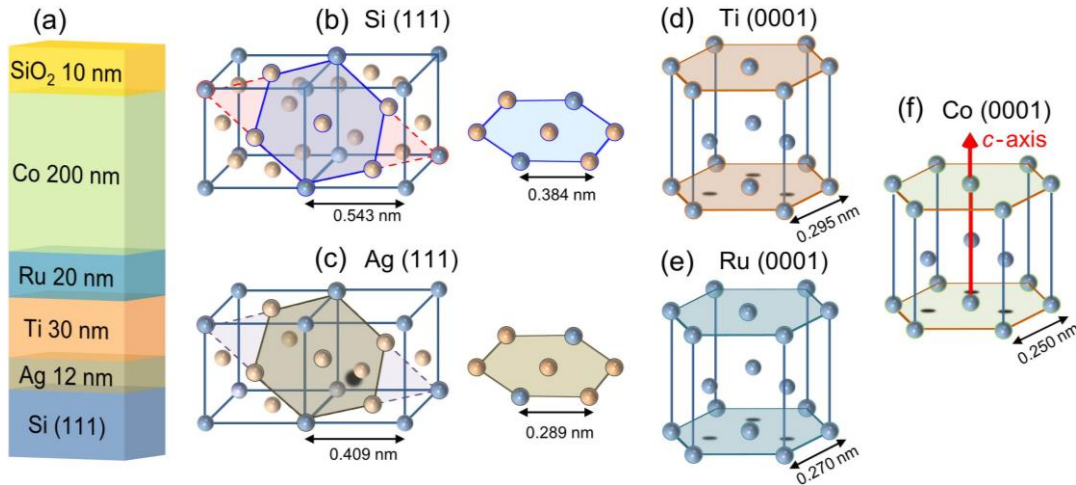 (a)
SiO₂ 10 nm
Co 200 nm
Ru 20 nm
Ti 30 nm
Ag 12 nm
Si (111)
(b) Si (111)
0.543 nm
0.384 nm
(c) Ag (111)
0.409 nm
0.289 nm
(d) Ti (0001)
0.295 nm
(e) Ru (0001)
0.270 nm
(f) Co (0001)
c-axis
0.250 nm